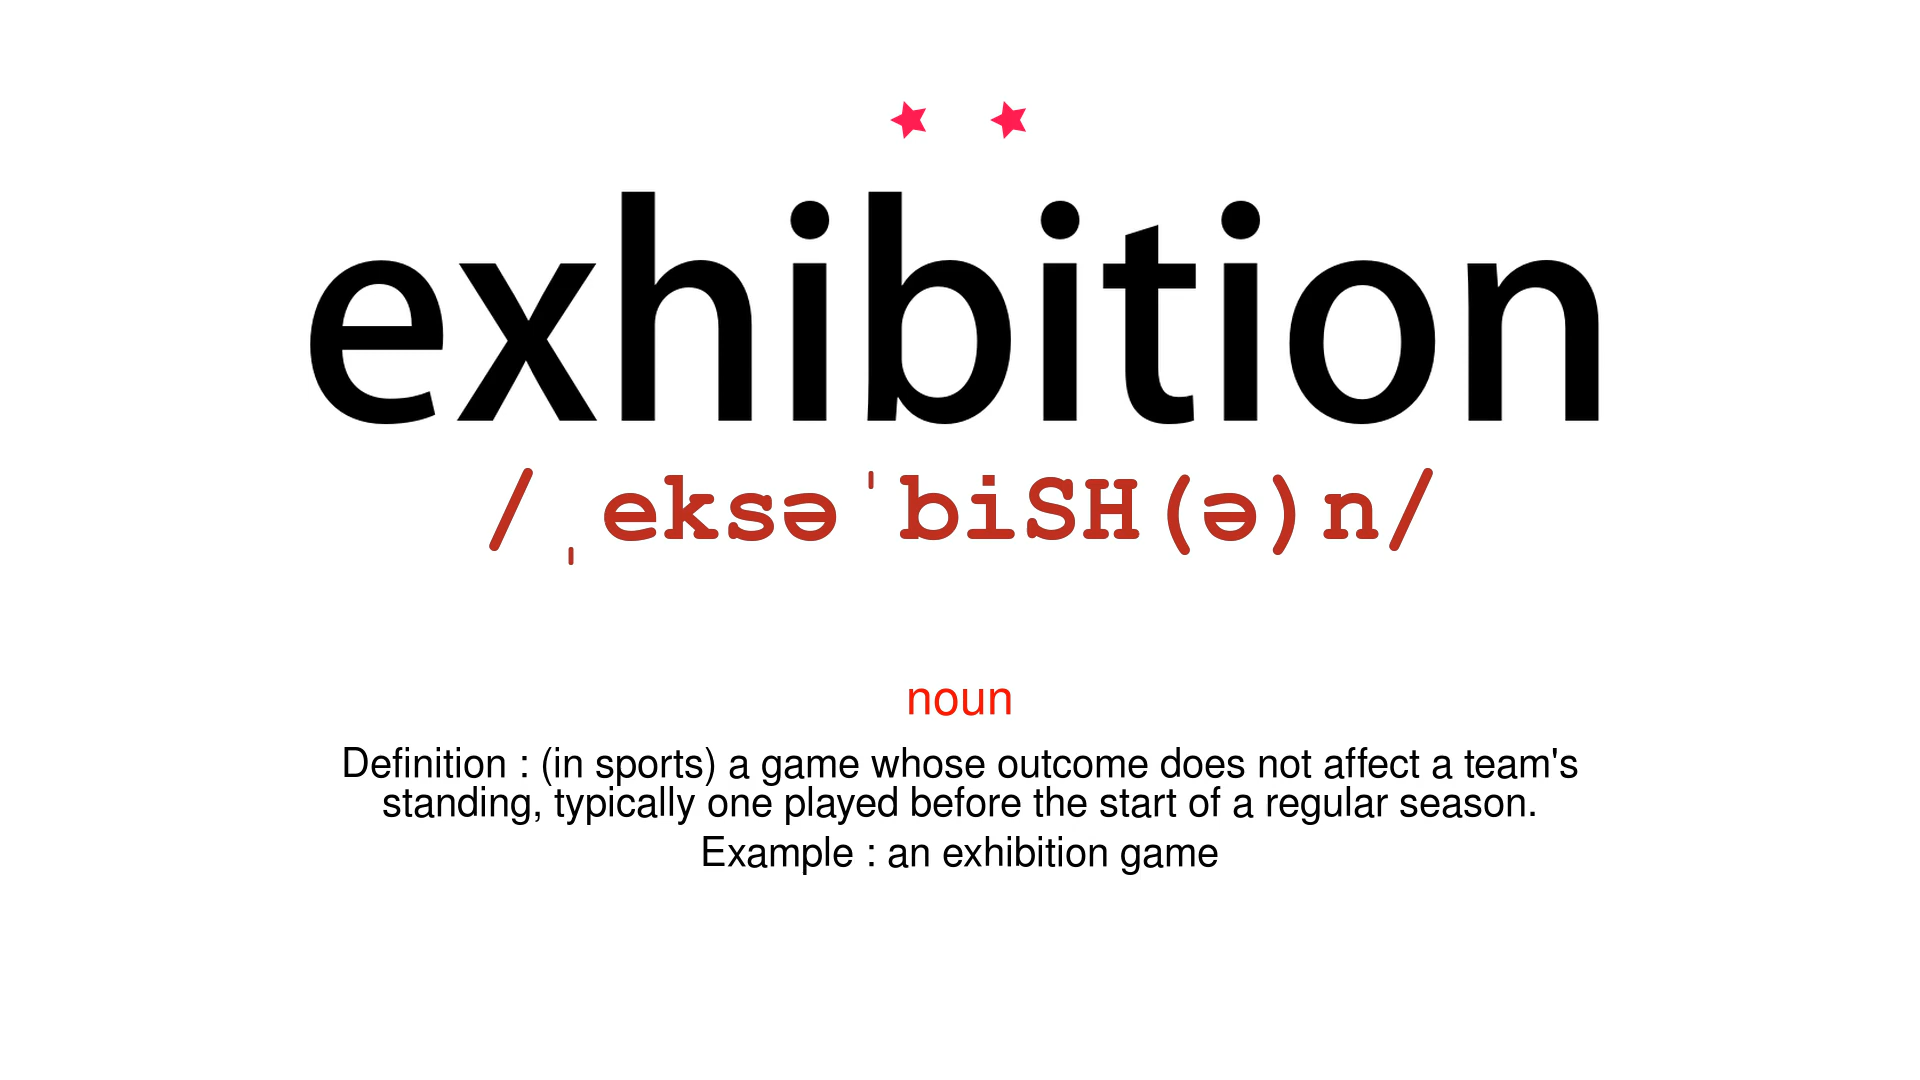 exhibition
/ˌeksəˈbiSH(ə)n/
noun
Definition : (in sports) a game whose outcome does not affect a team's
standing, typically one played before the start of a regular season.
Example : an exhibition game